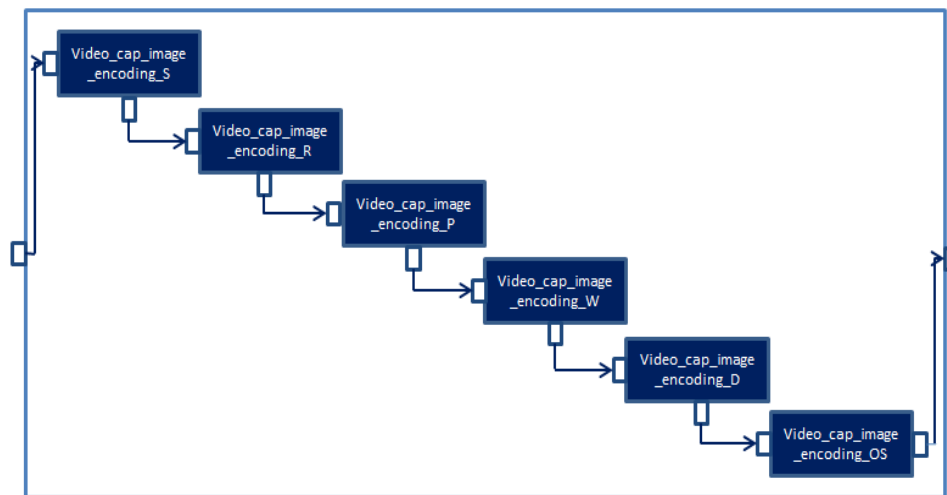 Video_cap_image
_encoding_S
Video_cap_image
_encoding_R
Video_cap_image
_encoding_P
Video_cap_image
_encoding_W
Video_cap_image
_encoding_D
Video_cap_image
_encoding_OS